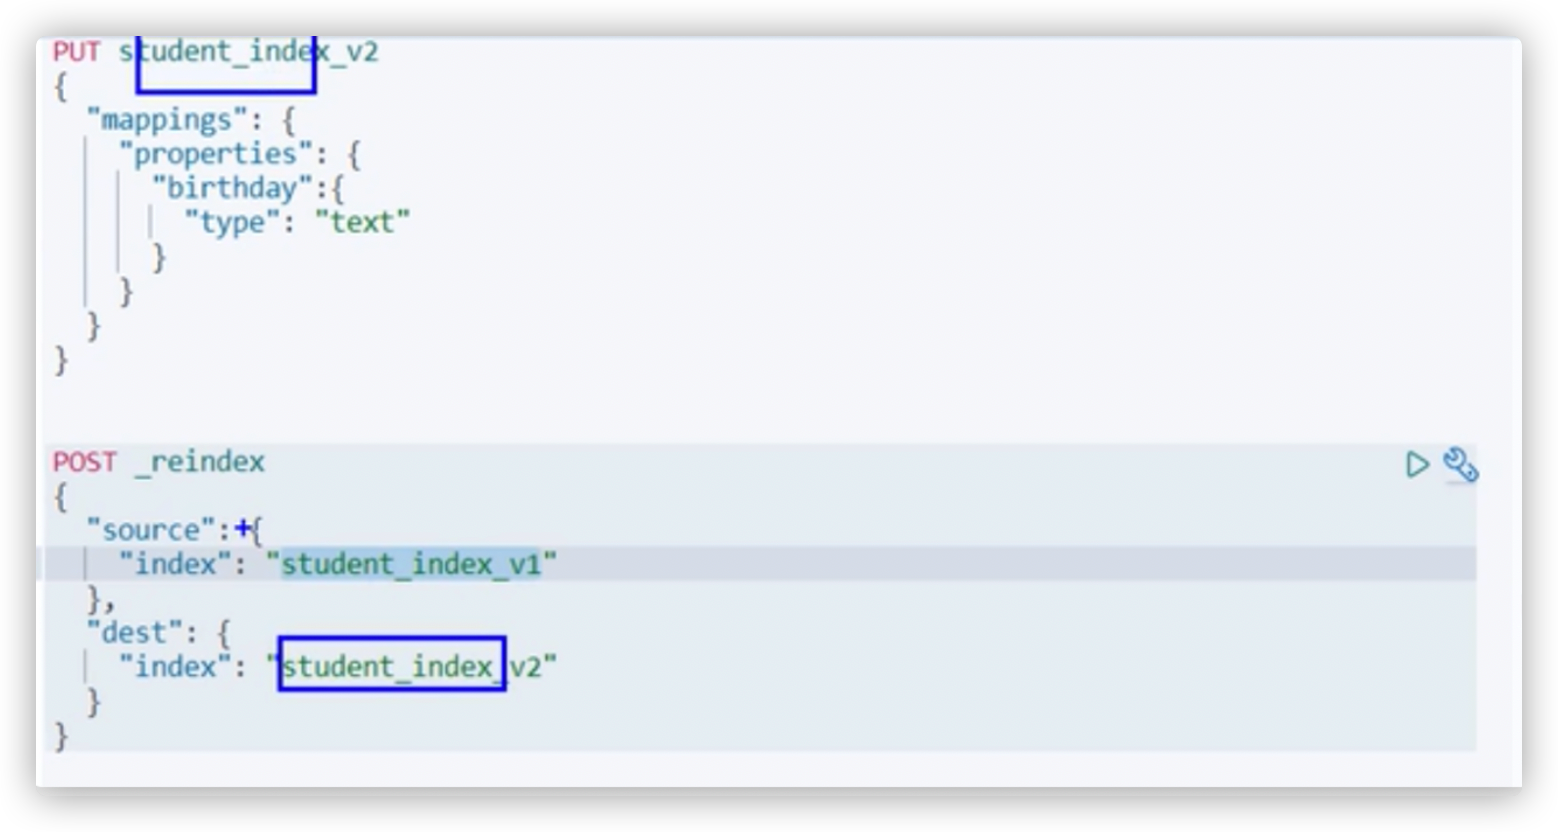 PUT student_index_v2
{
  "mappings": {
    "properties": {
      "birthday":{
        "type": "text"
      }
    }
  }
}
POST _reindex
{
  "source": {
    "index": "student_index_v1"
  },
  "dest": {
    "index": "student_index_v2"
  }
}